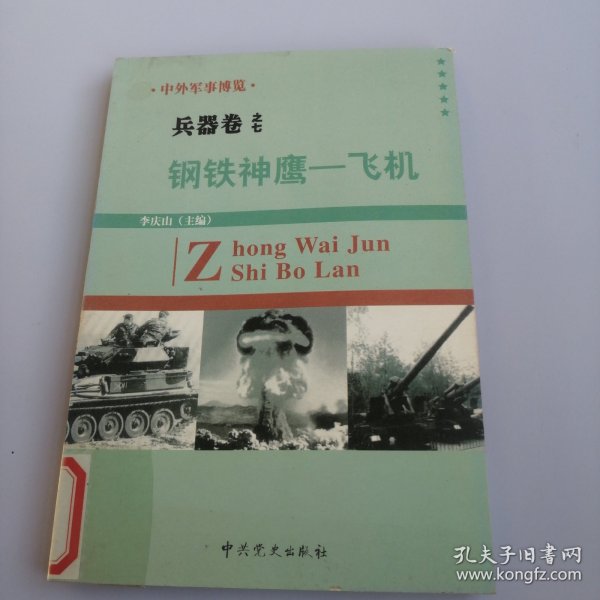 ·中外军事博览·
兵器卷之七
钢铁神鹰—飞机
李庆山（主编）
Zhong Wai Jun
Shi Bo Lan
中共党史出版社
孔夫子旧书网
www.kongfz.com